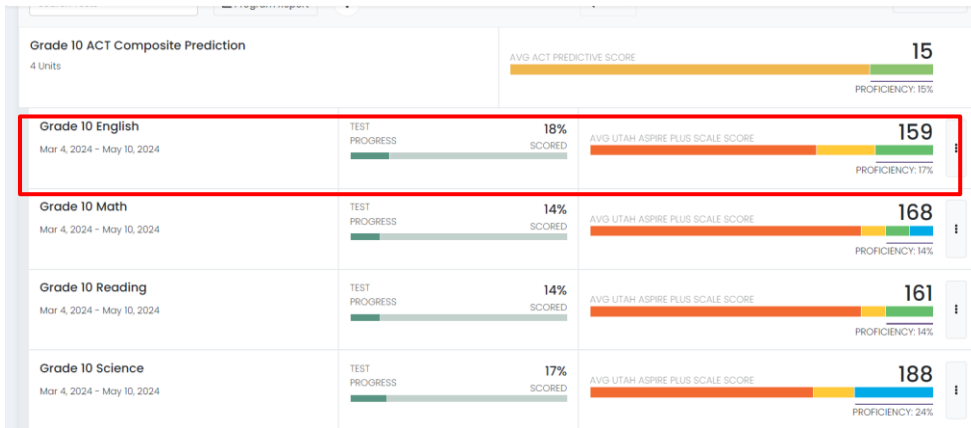 Program Report
Grade 10 ACT Composite Prediction
4 Units
AVG ACT PREDICTIVE SCORE
15
PROFICIENCY: 15%
Grade 10 English
Mar 4, 2024 - May 10, 2024
TEST PROGRESS
18% SCORED
AVG UTAH ASPIRE PLUS SCALE SCORE
159
PROFICIENCY: 17%
Grade 10 Math
Mar 4, 2024 - May 10, 2024
TEST PROGRESS
14% SCORED
AVG UTAH ASPIRE PLUS SCALE SCORE
168
PROFICIENCY: 14%
Grade 10 Reading
Mar 4, 2024 - May 10, 2024
TEST PROGRESS
14% SCORED
AVG UTAH ASPIRE PLUS SCALE SCORE
161
PROFICIENCY: 14%
Grade 10 Science
Mar 4, 2024 - May 10, 2024
TEST PROGRESS
17% SCORED
AVG UTAH ASPIRE PLUS SCALE SCORE
188
PROFICIENCY: 24%